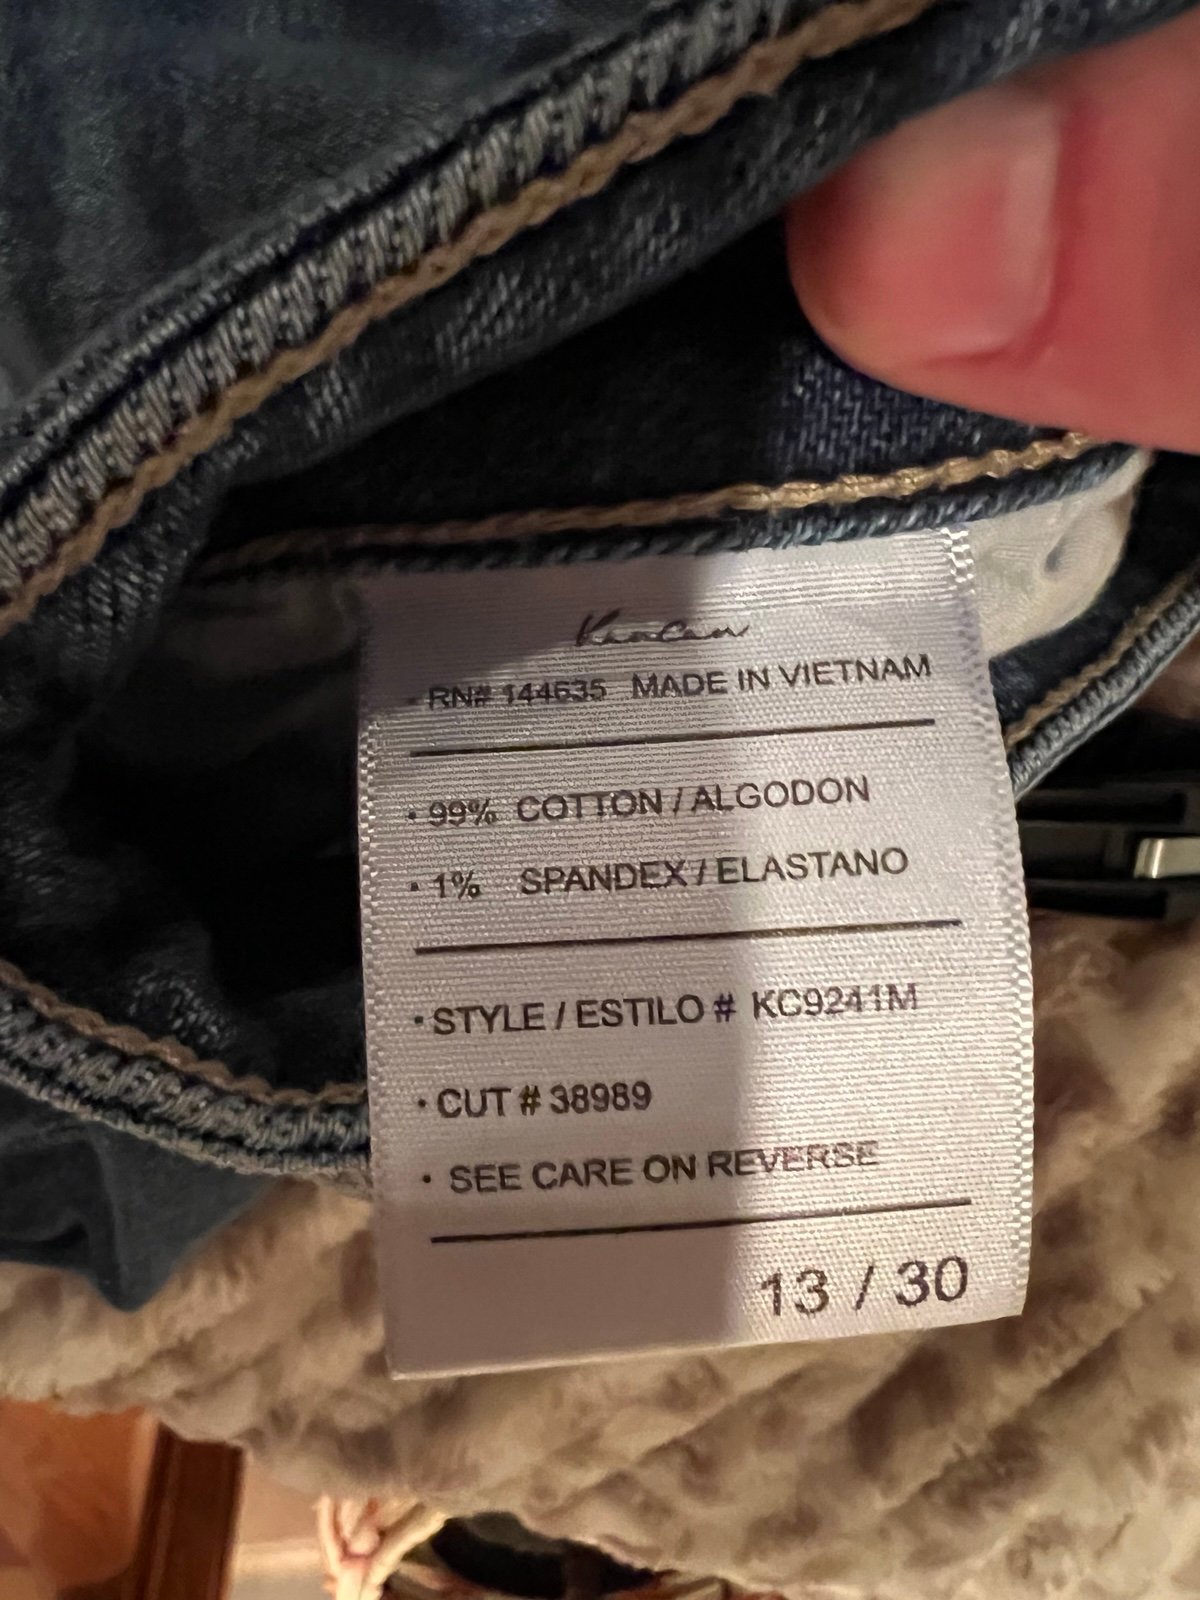 KanCan
· RN# 144635 MADE IN VIETNAM
· 99% COTTON / ALGODON
· 1% SPANDEX / ELASTANO
· STYLE / ESTILO # KC9241M
· CUT # 38989
· SEE CARE ON REVERSE
13 / 30